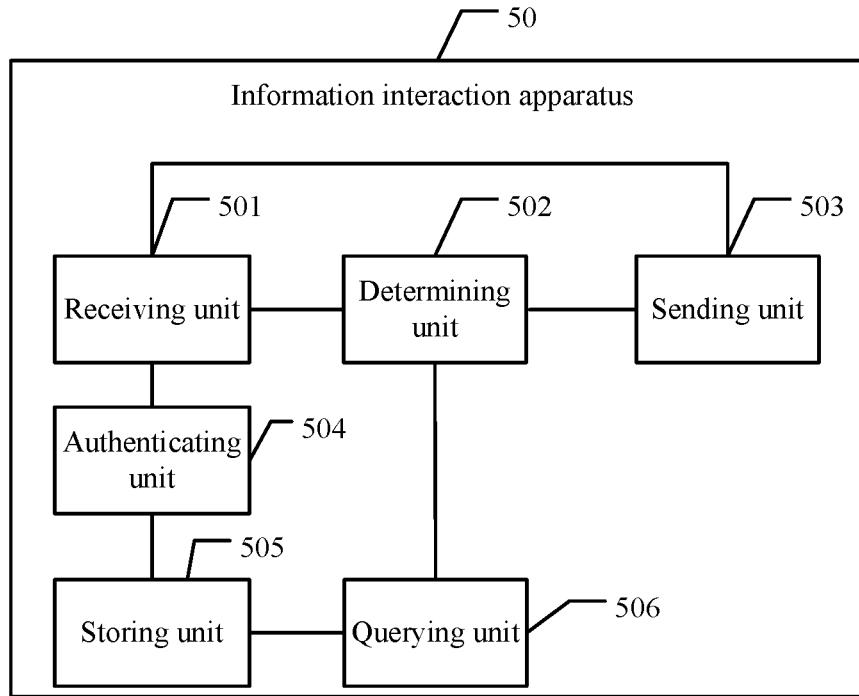 50
Information interaction apparatus
501
502
503
Receiving unit
Determining
unit
Sending unit
Authenticating
unit
504
505
Storing unit
Querying unit
506